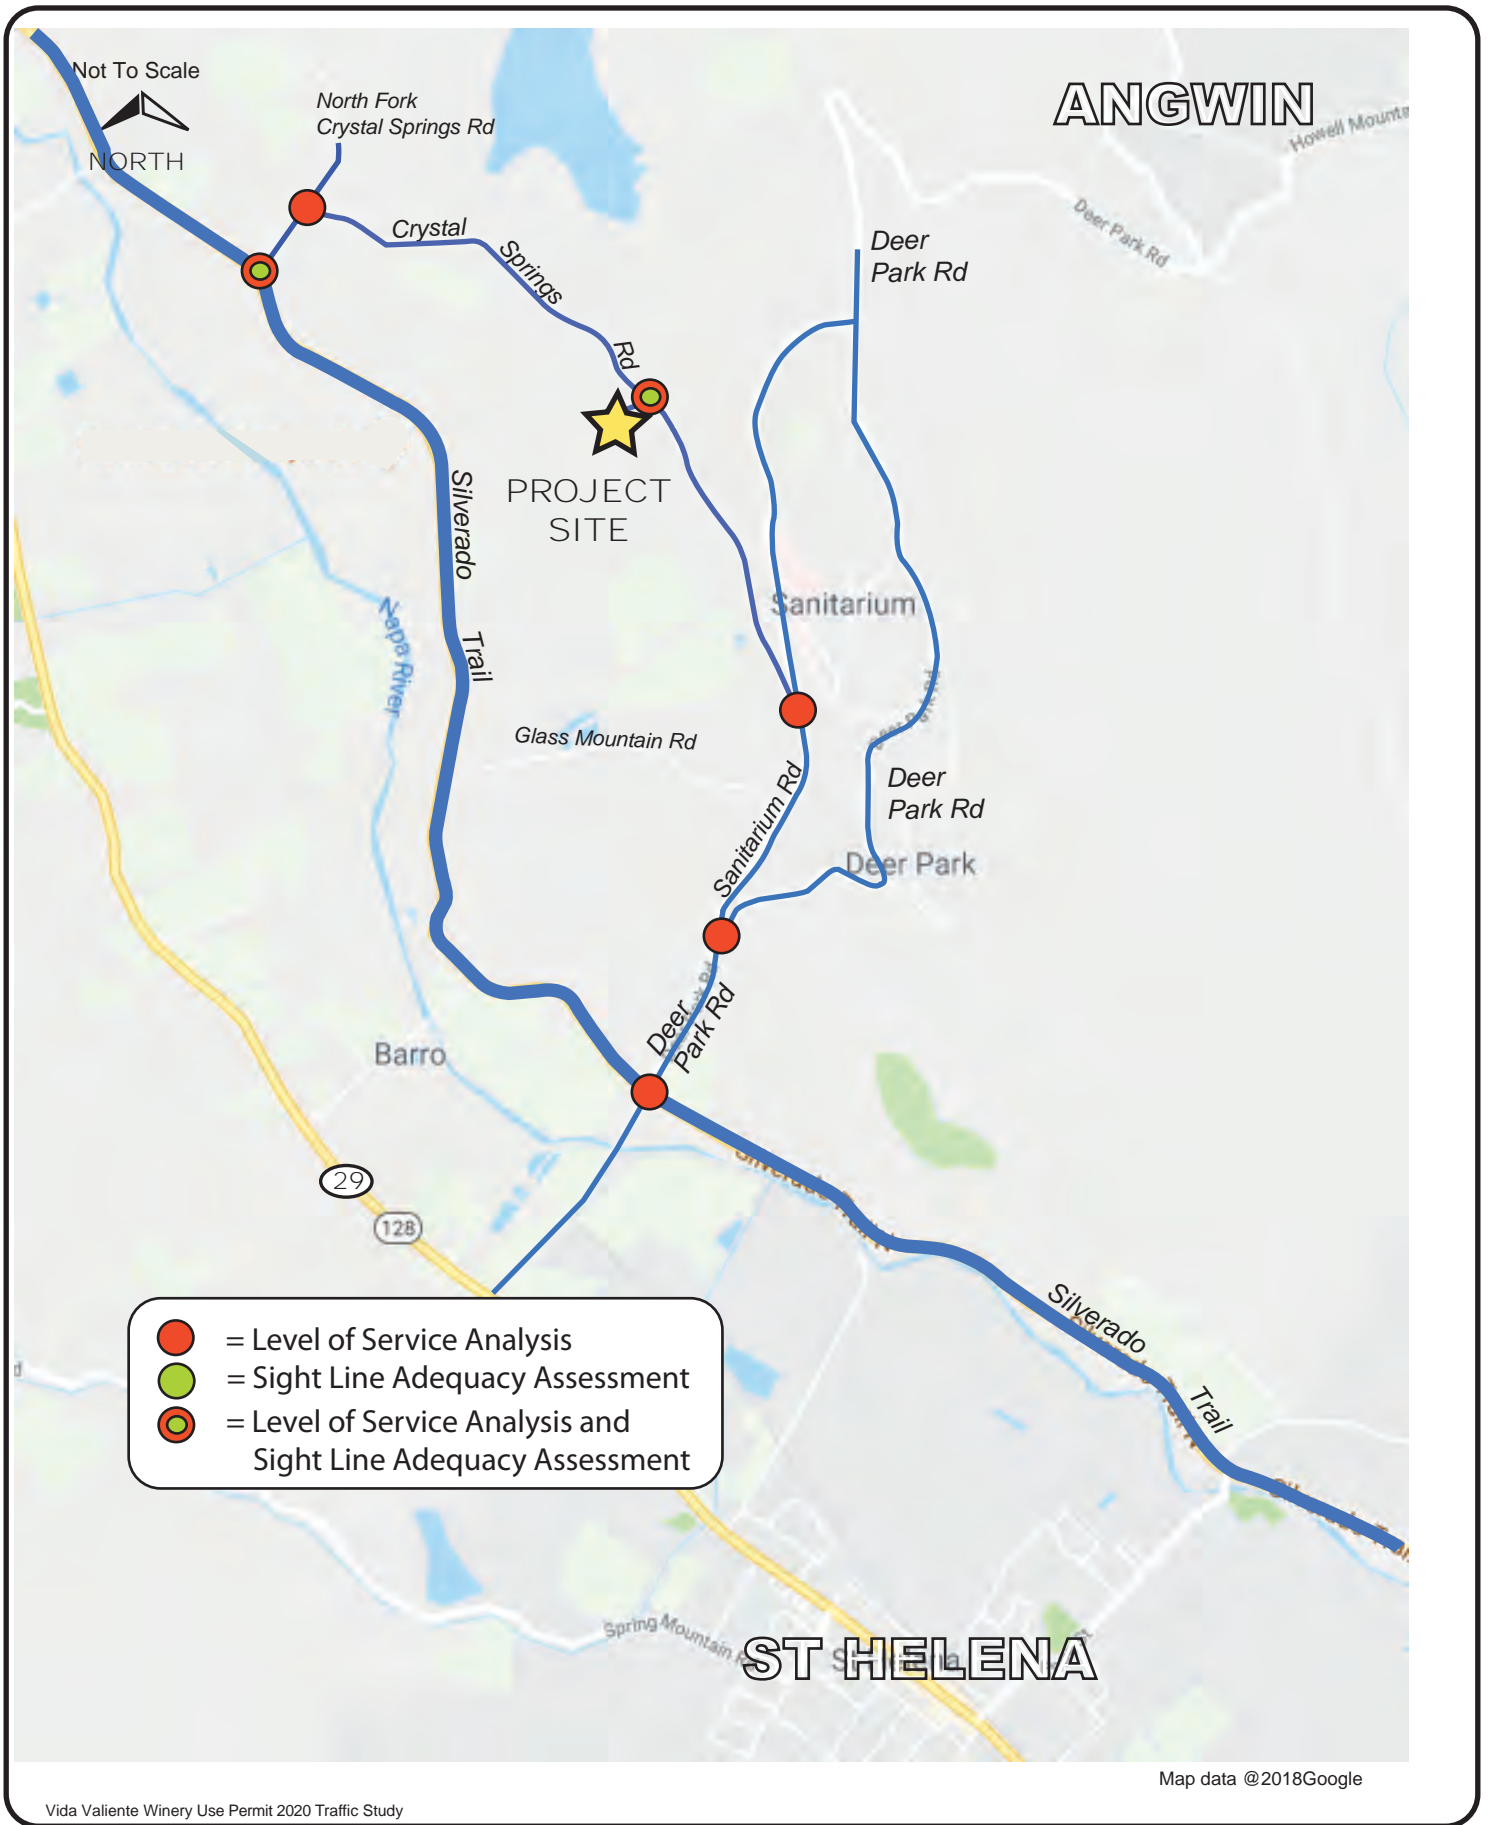 Not To Scale
NORTH
North Fork
Crystal Springs Rd
ANGWIN
Howell Mounta
Deer Park Rd
Crystal
Springs
Rd
Deer
Park Rd
PROJECT
SITE
Silverado
Trail
Napa River
Sanitarium
Glass Mountain Rd
Sanitarium Rd
Deer
Park Rd
Deer Park
Deer
Park Rd
Barro
29
128
Silverado
Trail
= Level of Service Analysis
= Sight Line Adequacy Assessment
= Level of Service Analysis and
Sight Line Adequacy Assessment
Spring Mountain Rd
ST HELENA
Map data @2018Google
Vida Valiente Winery Use Permit 2020 Traffic Study